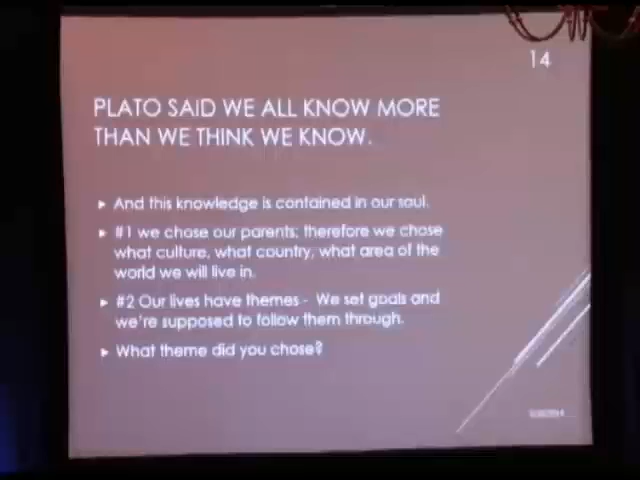 14
PLATO SAID WE ALL KNOW MORE
THAN WE THINK WE KNOW.
And this knowledge is contained in our soul.
#1 we chose our parents; therefore we chose
what culture, what country, what area of the
world we will live in.
#2 Our lives have themes - We set goals and
we're supposed to follow them through.
What theme did you chose?